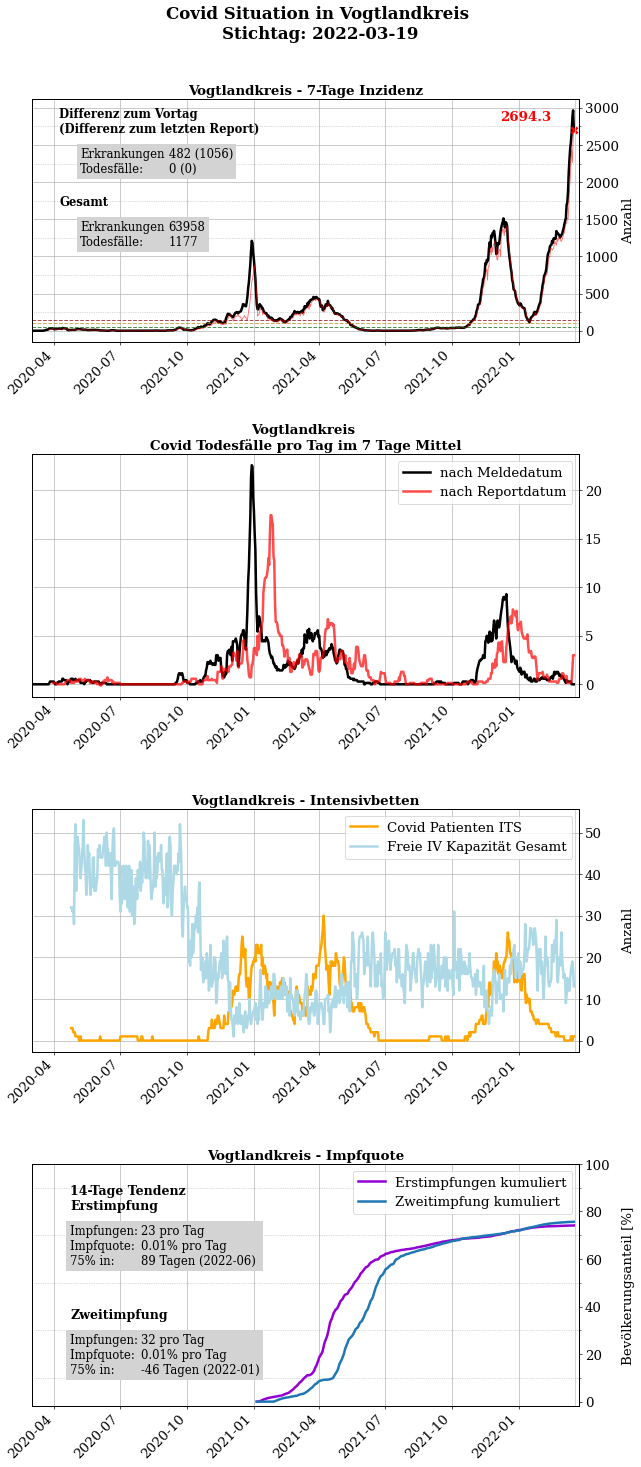 Covid Situation in Vogtlandkreis
Stichtag: 2022-03-19
Vogtlandkreis - 7-Tage Inzidenz
Differenz zum Vortag
(Differenz zum letzten Report)
Erkrankungen 482 (1056)
Todesfälle: 0 (0)
Gesamt
Erkrankungen 63958
Todesfälle: 1177
2694.3
3000
2500
2000
1500
1000
500
0
Anzahl
2020-04
2020-07
2020-10
2021-01
2021-04
2021-07
2021-10
2022-01
Vogtlandkreis
Covid Todesfälle pro Tag im 7 Tage Mittel
nach Meldedatum
nach Reportdatum
20
15
10
5
0
2020-04
2020-07
2020-10
2021-01
2021-04
2021-07
2021-10
2022-01
Vogtlandkreis - Intensivbetten
Covid Patienten ITS
Freie IV Kapazität Gesamt
50
40
30
20
10
0
Anzahl
2020-04
2020-07
2020-10
2021-01
2021-04
2021-07
2021-10
2022-01
Vogtlandkreis - Impfquote
14-Tage Tendenz
Erstimpfung
Impfungen: 23 pro Tag
Impfquote: 0.01% pro Tag
75% in: 89 Tagen (2022-06)
Zweitimpfung
Impfungen: 32 pro Tag
Impfquote: 0.01% pro Tag
75% in: -46 Tagen (2022-01)
Erstimpfungen kumuliert
Zweitimpfung kumuliert
100
80
60
40
20
0
Bevölkerungsanteil [%]
2020-04
2020-07
2020-10
2021-01
2021-04
2021-07
2021-10
2022-01